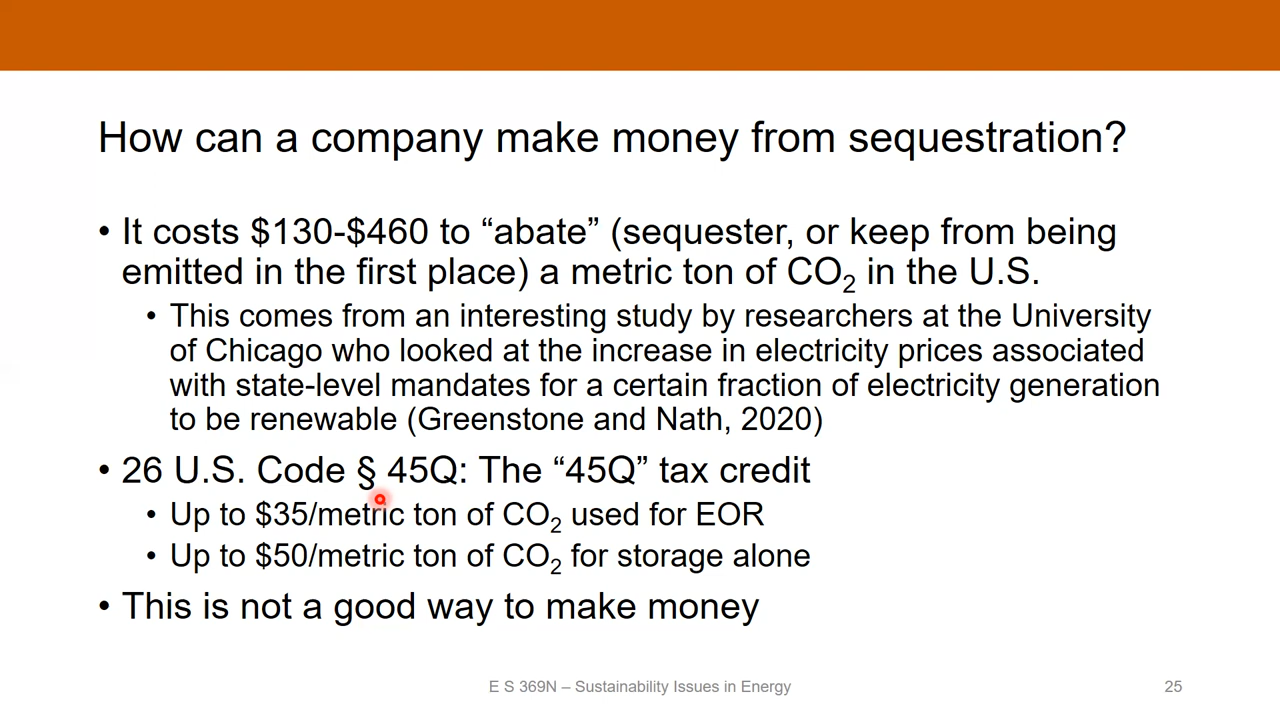 How can a company make money from sequestration?
• It costs $130-$460 to “abate” (sequester, or keep from being
emitted in the first place) a metric ton of CO₂ in the U.S.
• This comes from an interesting study by researchers at the University
of Chicago who looked at the increase in electricity prices associated
with state-level mandates for a certain fraction of electricity generation
to be renewable (Greenstone and Nath, 2020)
• 26 U.S. Code § 45Q: The “45Q” tax credit
• Up to $35/metric ton of CO₂ used for EOR
• Up to $50/metric ton of CO₂ for storage alone
• This is not a good way to make money
E S 369N – Sustainability Issues in Energy
25